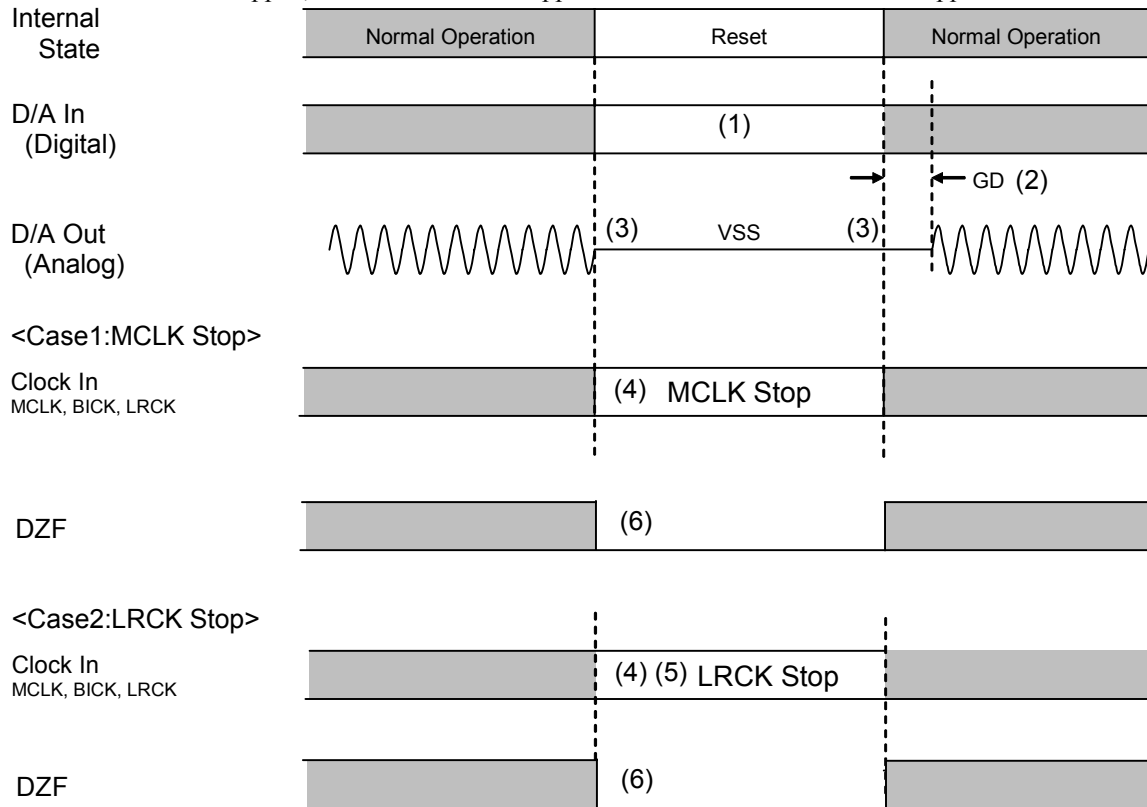 Internal
State
Normal Operation
Reset
Normal Operation
D/A In
(Digital)
(1)
GD (2)
D/A Out
(Analog)
(3)
VSS
(3)
<Case1:MCLK Stop>
Clock In
MCLK, BICK, LRCK
(4) MCLK Stop
DZF
(6)
<Case2:LRCK Stop>
Clock In
MCLK, BICK, LRCK
(4) (5) LRCK Stop
DZF
(6)